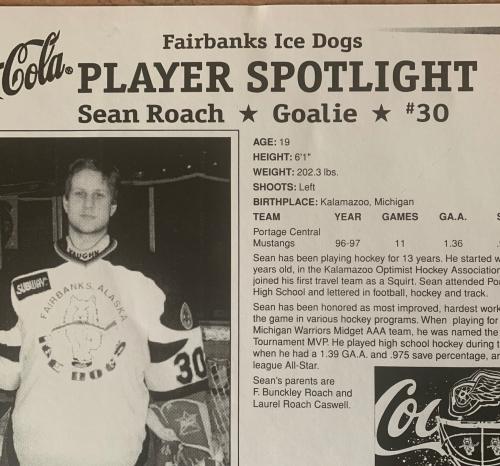 Fairbanks Ice Dogs
Cola
PLAYER SPOTLIGHT
Sean Roach ★ Goalie ★ #30
VAUGHN
SUBWAY
FAIRBANKS, ALASKA
ICE DOGS
30
AGE: 19
HEIGHT: 6'1"
WEIGHT: 202.3 lbs.
SHOOTS: Left
BIRTHPLACE: Kalamazoo, Michigan
TEAM YEAR GAMES GA.A. S
Portage Central
Mustangs 96-97 11 1.36
Sean has been playing hockey for 13 years. He started w
years old, in the Kalamazoo Optimist Hockey Association
joined his first travel team as a Squirt. Sean attended Po
High School and lettered in football, hockey and track.
Sean has been honored as most improved, hardest work
the game in various hockey programs. When playing for
Michigan Warriors Midget AAA team, he was named the
Tournament MVP. He played high school hockey during t
when he had a 1.39 GA.A. and .975 save percentage, an
league All-Star.
Sean's parents are
F. Bunckley Roach and
Laurel Roach Caswell.
Coc